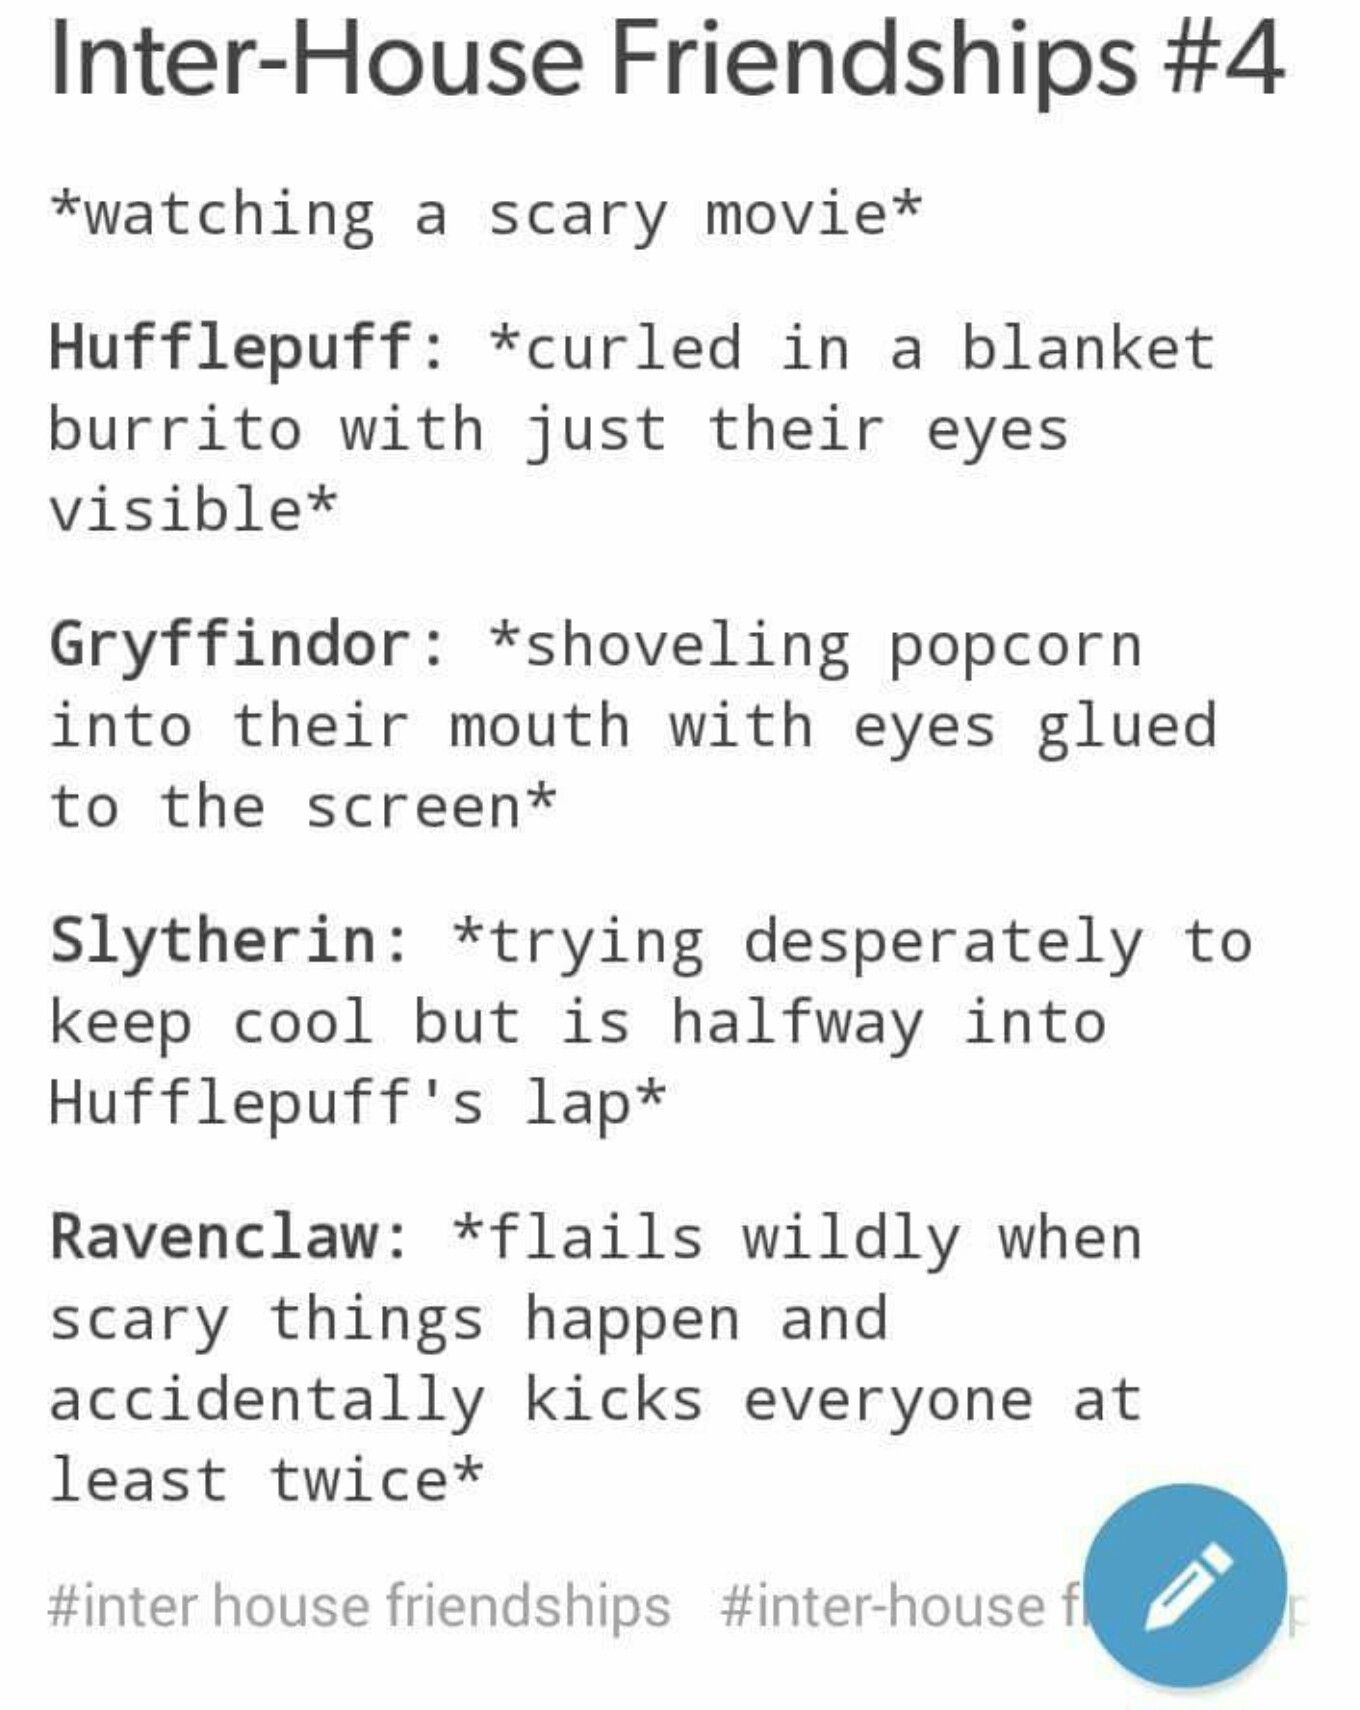 Inter-House Friendships #4
*watching a scary movie*
Hufflepuff: *curled in a blanket
burrito with just their eyes
visible*
Gryffindor: *shoveling popcorn
into their mouth with eyes glued
to the screen*
Slytherin: *trying desperately to
keep cool but is halfway into
Hufflepuff's lap*
Ravenclaw: *flails wildly when
scary things happen and
accidentally kicks everyone at
least twice*
#inter house friendships #inter-house